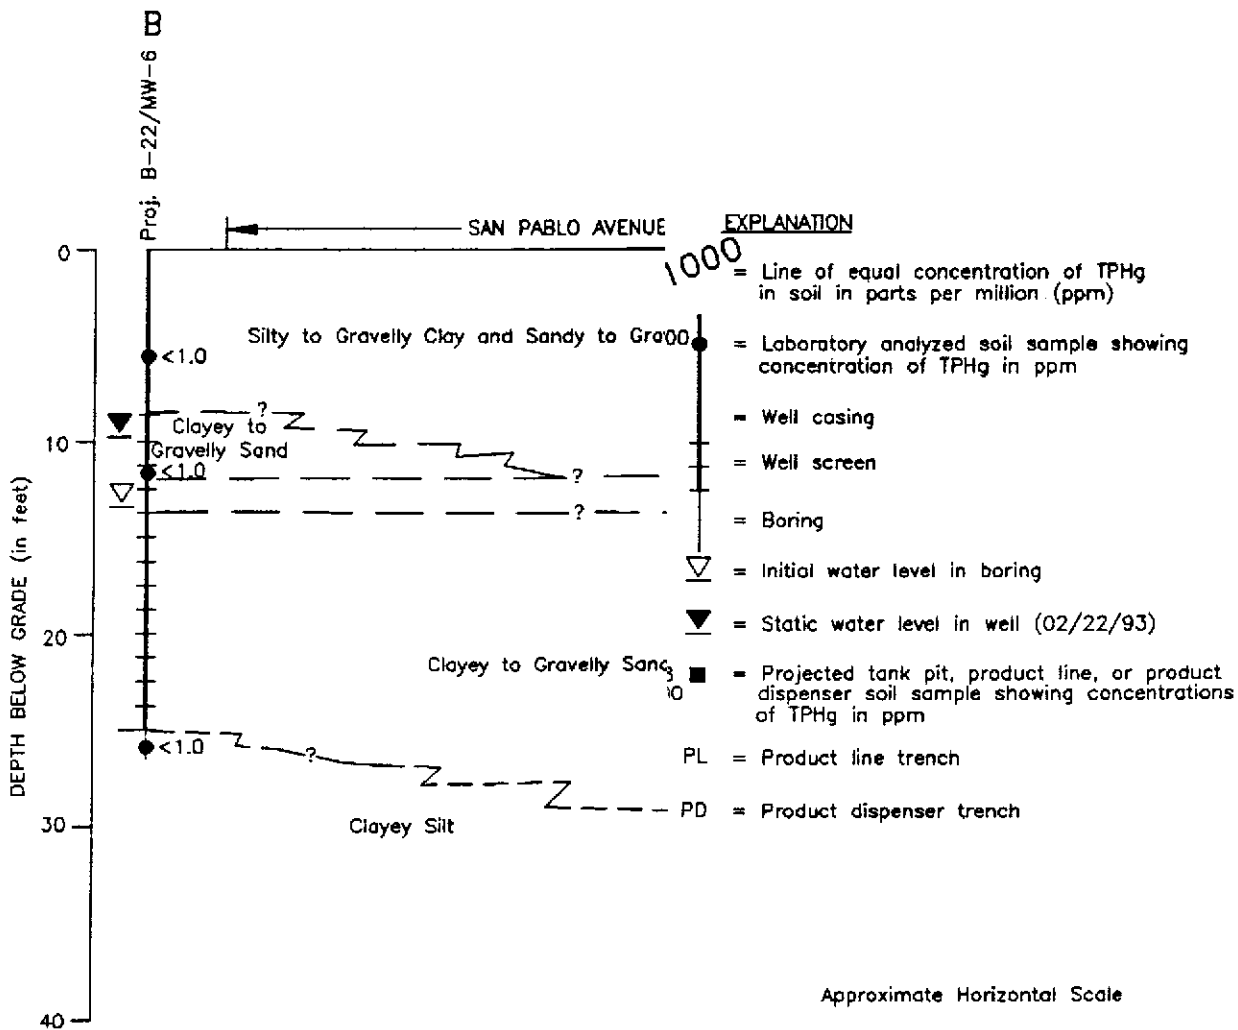 B
Proj. B-22/MW-6
SAN PABLO AVENUE
EXPLANATION
0
1000
= Line of equal concentration of TPHg
in soil in parts per million (ppm)
Silty to Gravelly Clay and Sandy to Gra
00
= Laboratory analyzed soil sample showing
concentration of TPHg in ppm
<1.0
?
= Well casing
Clayey to
Gravelly Sand
10
<1.0
?
= Well screen
?
= Boring
= Initial water level in boring
DEPTH BELOW GRADE (in feet)
20
= Static water level in well (02/22/93)
Clayey to Gravelly Sand
00
= Projected tank pit, product line, or product
dispenser soil sample showing concentrations
of TPHg in ppm
<1.0
?
PL = Product line trench
PD = Product dispenser trench
30
Clayey Silt
Approximate Horizontal Scale
40